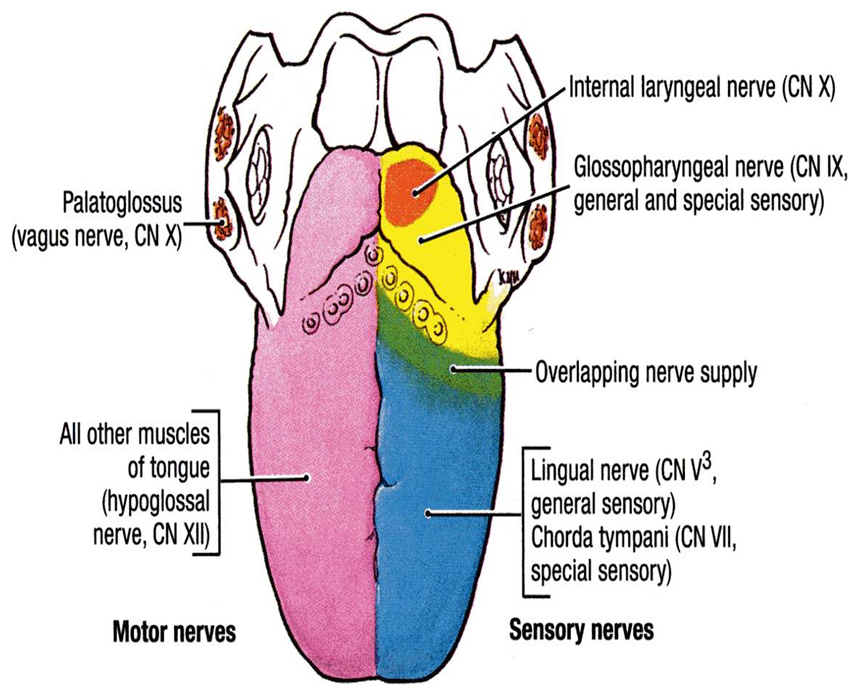 Internal laryngeal nerve (CN X)
Glossopharyngeal nerve (CN IX,
general and special sensory)
Palatoglossus
(vagus nerve, CN X)
Overlapping nerve supply
All other muscles
of tongue
(hypoglossal
nerve, CN XII)
Lingual nerve (CN V³,
general sensory)
Chorda tympani (CN VII,
special sensory)
Motor nerves
Sensory nerves